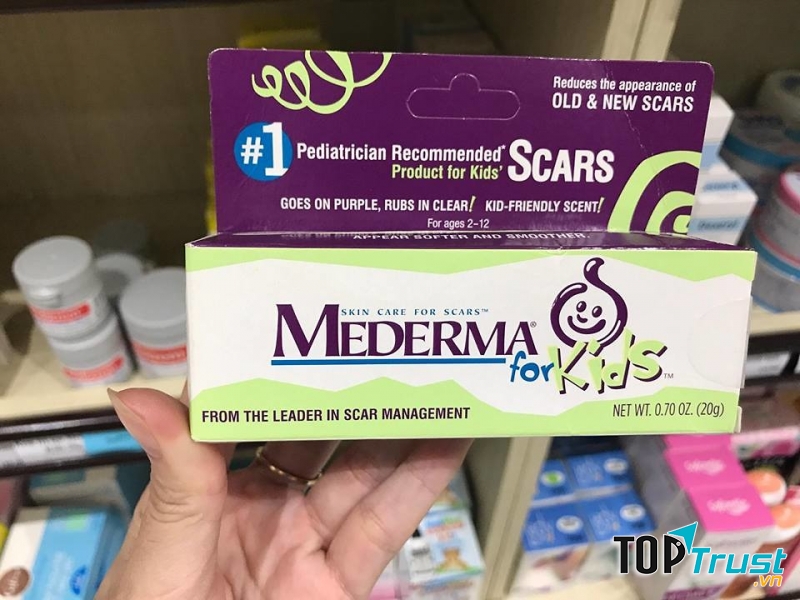 Reduces the appearance of
OLD & NEW SCARS
#1 Pediatrician Recommended* Product for Kids' SCARS
GOES ON PURPLE, RUBS IN CLEAR! KID-FRIENDLY SCENT!
For ages 2-12
APPEAR SOFTER AND SMOOTHER.
SKIN CARE FOR SCARS™
MEDERMA®
for Kids™
FROM THE LEADER IN SCAR MANAGEMENT
NET WT. 0.70 OZ. (20g)
TOPTrust
.vn